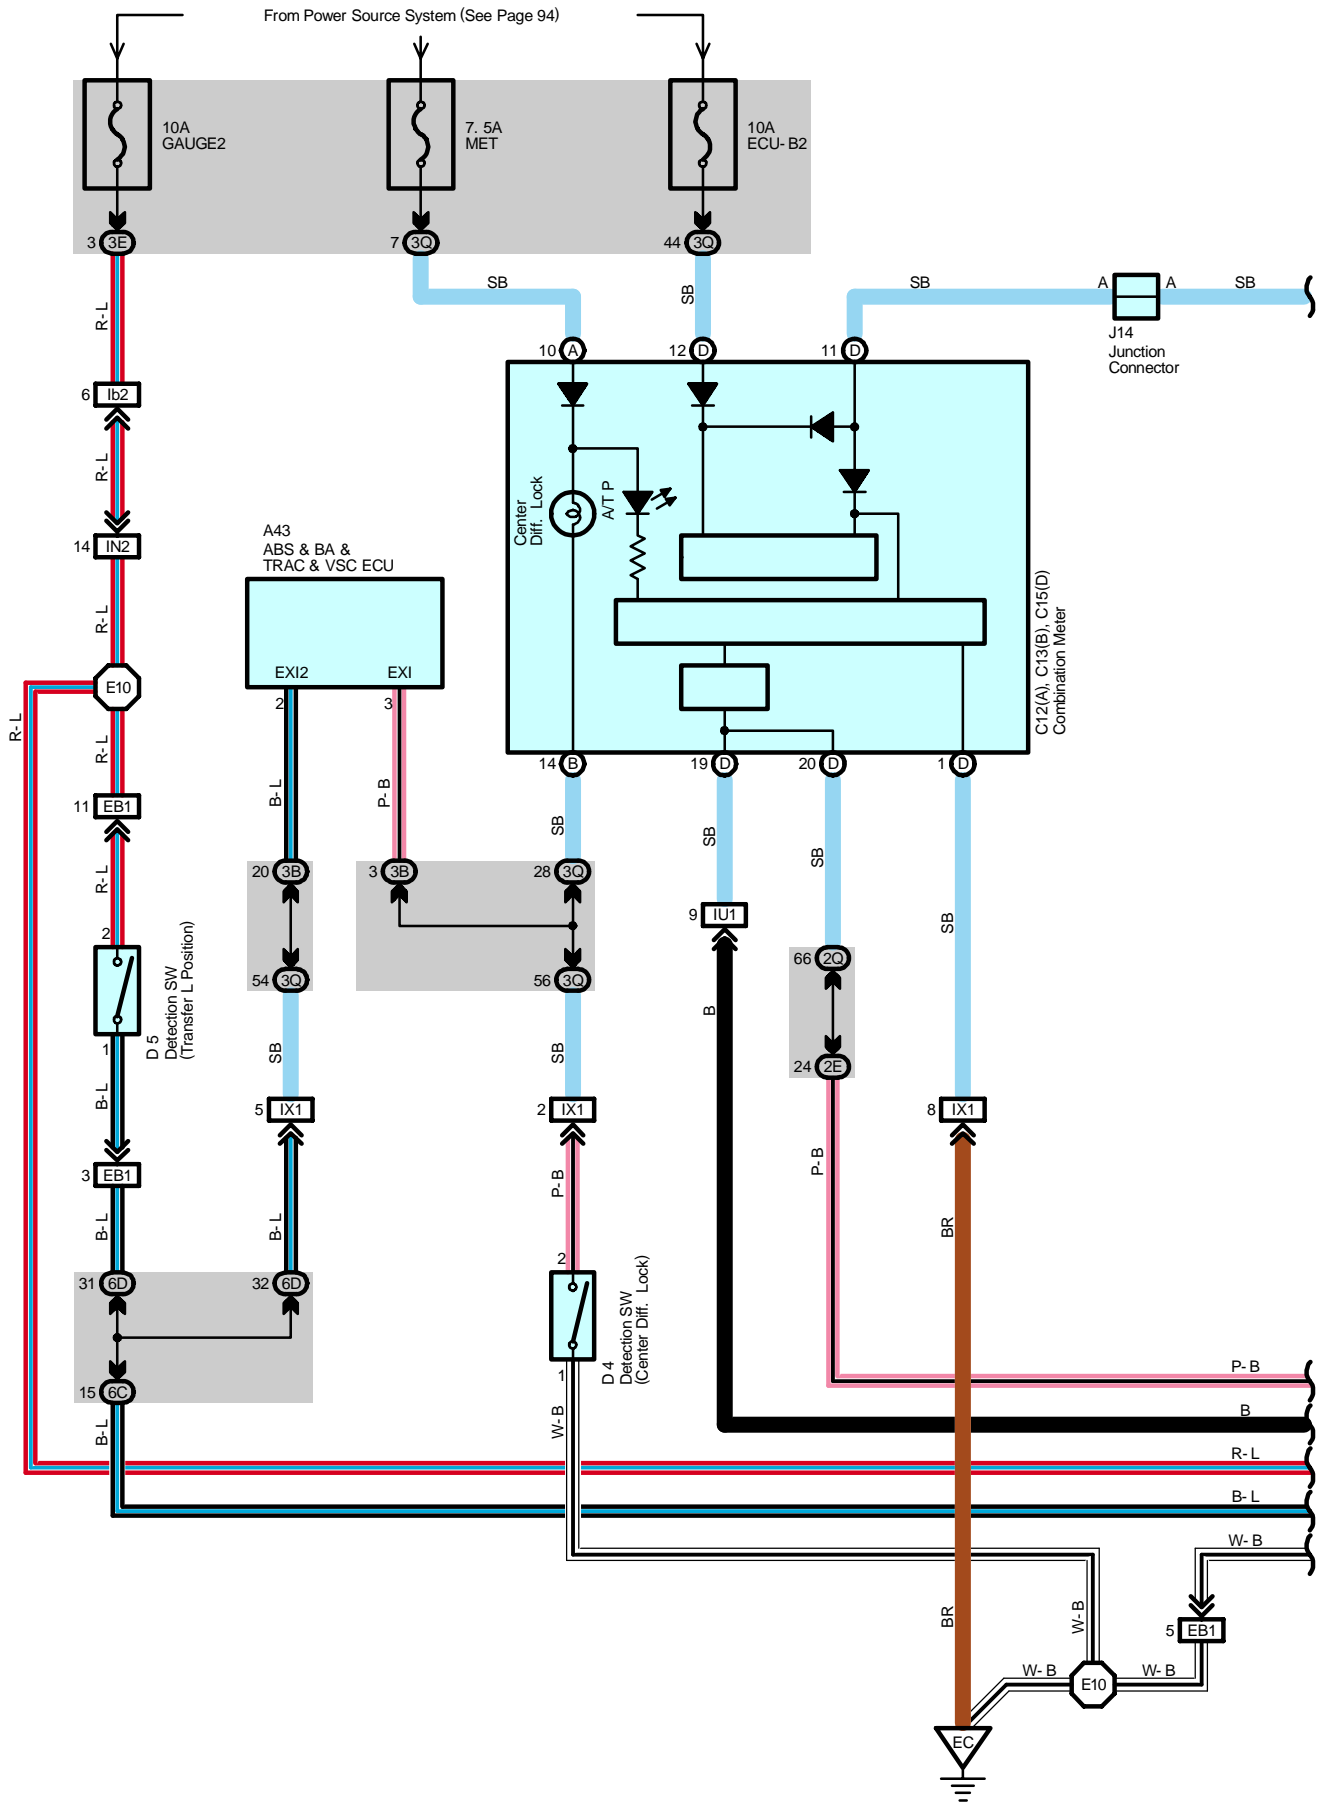 From Power Source System (See Page 94)
10A
GAUGE2
7. 5A
MET
10A
ECU- B2
3 3E
7 3Q
44 3Q
SB
SB
SB
A
A
SB
R- L
J14
Junction
Connector
10 A
12 D
11 D
6 Ib2
R- L
Center
Diff. Lock
A/T P
14 IN2
A43
ABS & BA &
TRAC & VSC ECU
R- L
C12(A), C13(B), C15(D)
Combination Meter
EXI2
EXI
E10
R- L
2
3
R- L
14 B
19 D
20 D
1 D
B- L
P- B
11 EB1
SB
SB
SB
R- L
20 3B
3 3B
28 3Q
9 IU1
SB
2
D 5
Detection SW
(Transfer L Position)
66 2Q
54 3Q
56 3Q
B
1
SB
SB
24 2E
B- L
5 IX1
2 IX1
8 IX1
3 EB1
P- B
P- B
B- L
B- L
BR
2
31 6D
32 6D
D 4
Detection SW
(Center Diff. Lock)
1
15 6C
P- B
B- L
W- B
B
R- L
B- L
W- B
BR
W- B
5 EB1
W- B
E10
W- B
EC